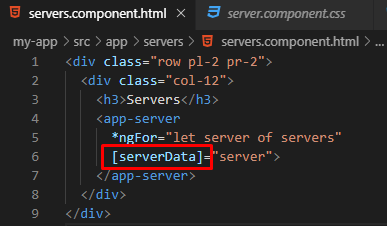 servers.component.html server.component.css
my-app > src > app > servers > servers.component.html > ...
1 <div class="row pl-2 pr-2">
2 <div class="col-12">
3 <h3>Servers</h3>
4 <app-server
5 *ngFor="let server of servers"
6 [serverData]="server">
7 </app-server>
8 </div>
9 </div>